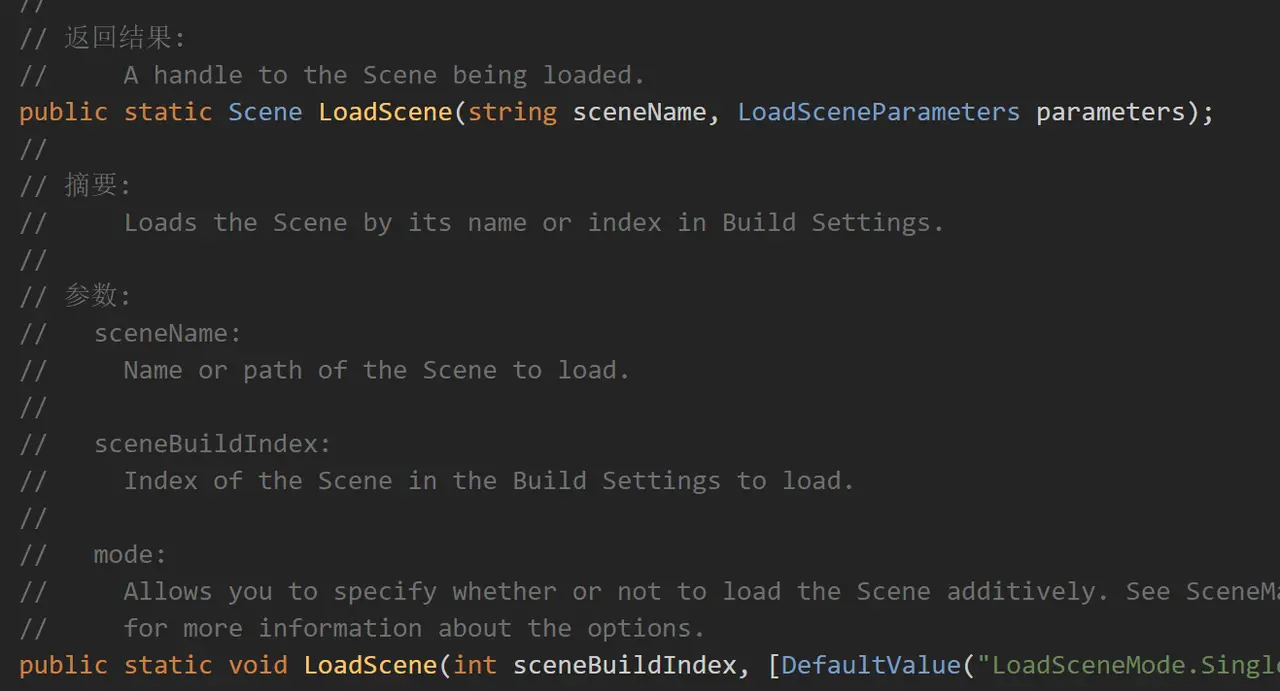 //
// 返回结果:
//     A handle to the Scene being loaded.
public static Scene LoadScene(string sceneName, LoadSceneParameters parameters);
//
// 摘要:
//     Loads the Scene by its name or index in Build Settings.
//
// 参数:
//   sceneName:
//     Name or path of the Scene to load.
//
//   sceneBuildIndex:
//     Index of the Scene in the Build Settings to load.
//
//   mode:
//     Allows you to specify whether or not to load the Scene additively. See SceneMa
//     for more information about the options.
public static void LoadScene(int sceneBuildIndex, [DefaultValue("LoadSceneMode.Single